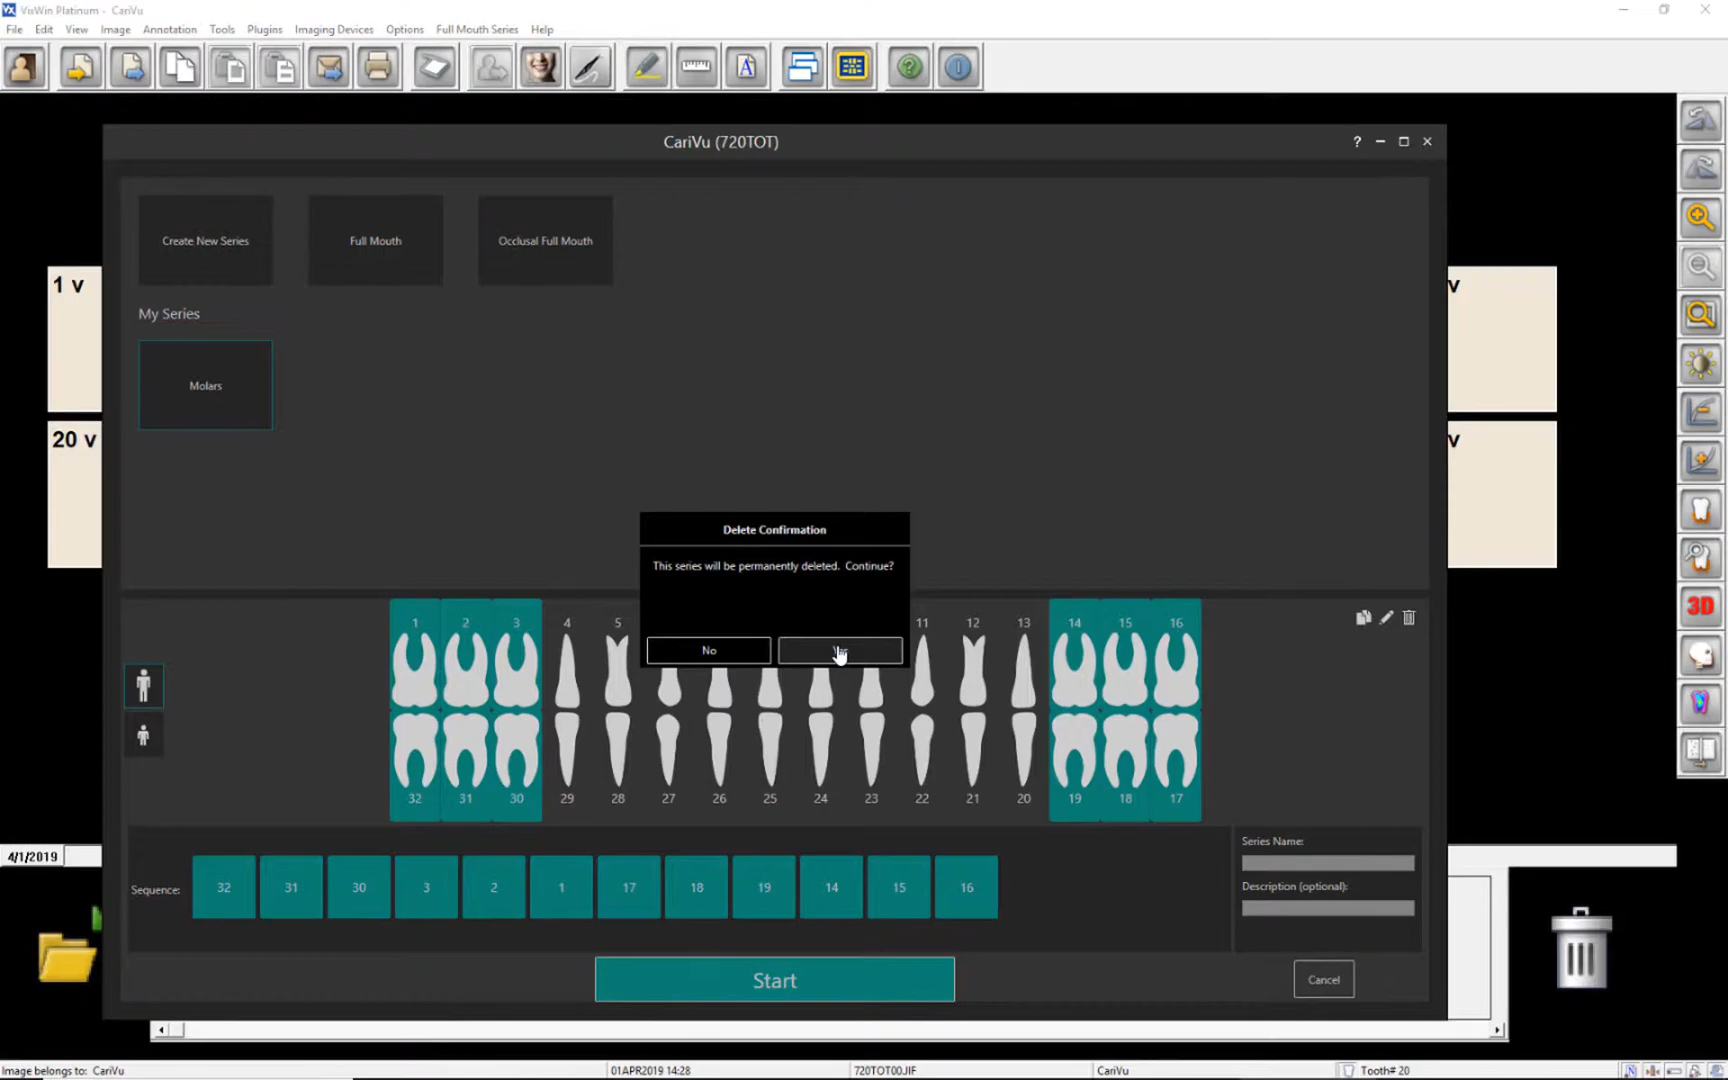 VixWin Platinum - CariVu
File Edit View Image Annotation Tools Plugins Imaging Devices Options Full Mouth Series Help
CariVu (720TOT)
Create New Series
Full Mouth
Occlusal Full Mouth
1 v
v
My Series
Molars
20 v
v
Delete Confirmation
This series will be permanently deleted. Continue?
No
1 2 3 4 5 11 12 13 14 15 16
32 31 30 29 28 27 26 25 24 23 22 21 20 19 18 17
3D
Series Name:
4/1/2019
Sequence: 32 31 30 3 2 1 17 18 19 14 15 16
Description (optional):
Start
Cancel
Image belongs to: CariVu
01APR2019 14:28
720TOT00.JIF
CariVu
Tooth# 20